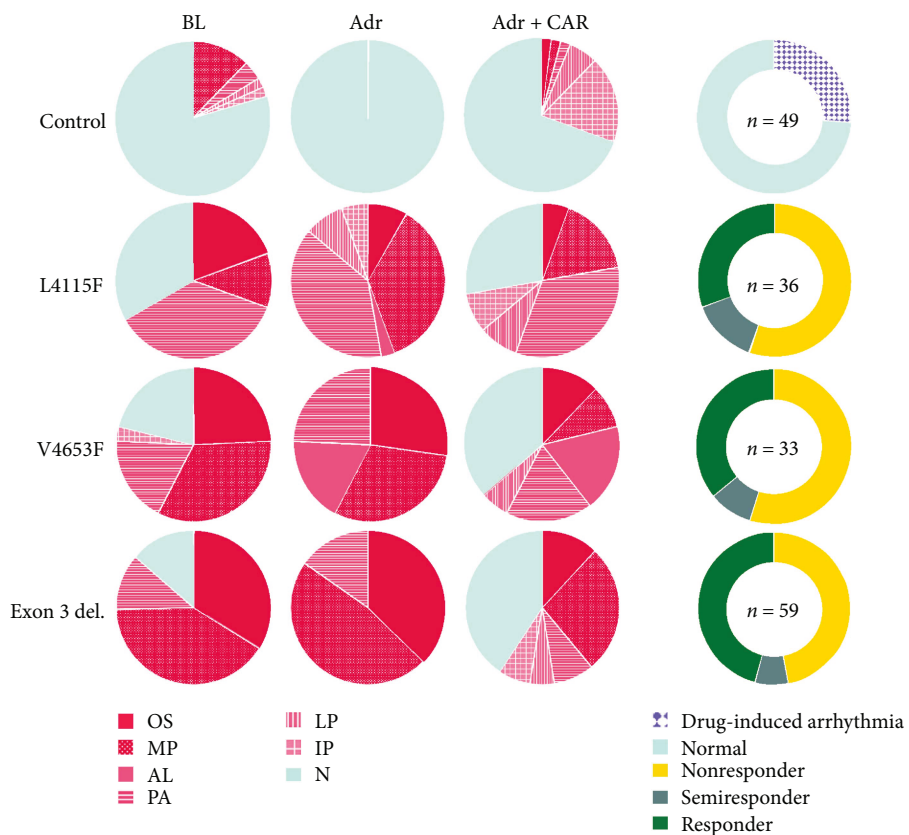 BL Adr Adr + CAR
Control n = 49
L4115F n = 36
V4653F n = 33
Exon 3 del. n = 59
OS LP Drug-induced arrhythmia
MP IP Normal
AL N Nonresponder
PA Semiresponder
Responder